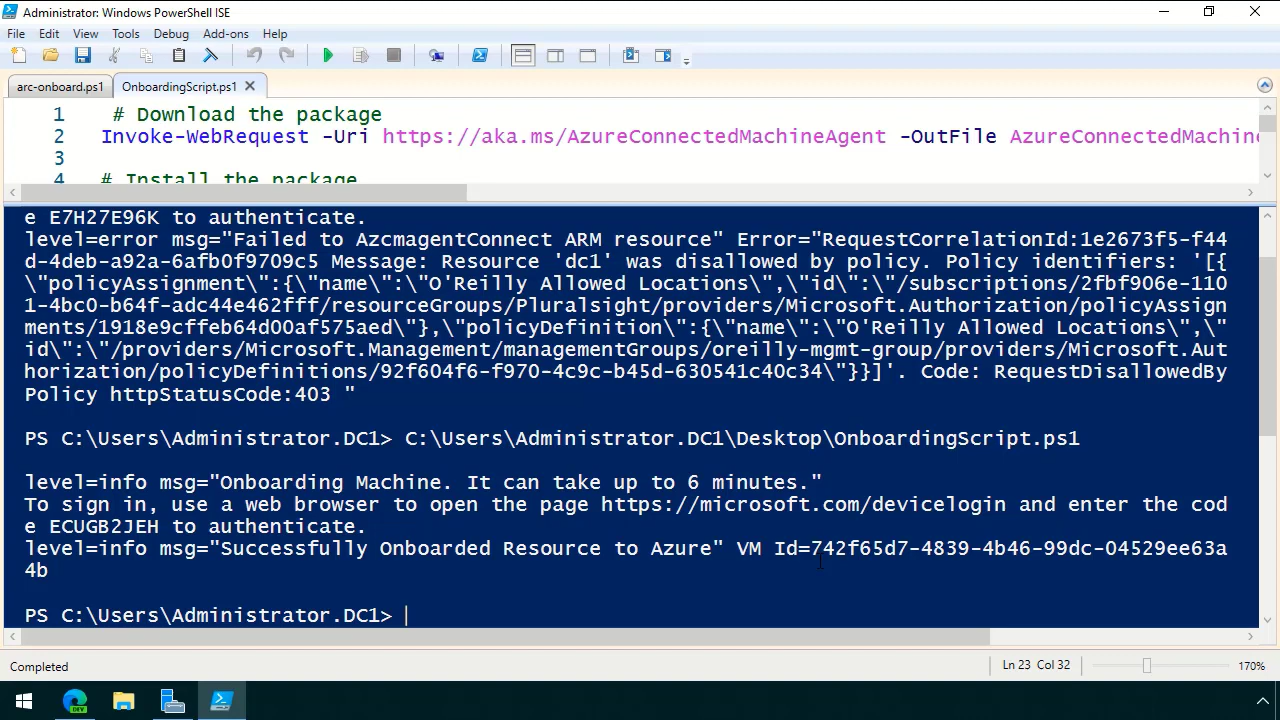 Administrator: Windows PowerShell ISE
File Edit View Tools Debug Add-ons Help
arc-onboard.ps1 OnboardingScript.ps1
1 # Download the package
2 Invoke-WebRequest -Uri https://aka.ms/AzureConnectedMachineAgent -OutFile AzureConnectedMachine
3
4 # Install the package
e E7H27E96K to authenticate.
level=error msg="Failed to AzcmagentConnect ARM resource" Error="RequestCorrelationId:1e2673f5-f44
d-4deb-a92a-6afb0f9709c5 Message: Resource 'dc1' was disallowed by policy. Policy identifiers: '[{
\"policyAssignment\":{\"name\":\"O'Reilly Allowed Locations\",\"id\":\"/subscriptions/2fbf906e-110
1-4bc0-b64f-adc44e462fff/resourceGroups/Pluralsight/providers/Microsoft.Authorization/policyAssign
ments/1918e9cffeb64d00af575aed\"},\"policyDefinition\":{\"name\":\"O'Reilly Allowed Locations\",\"
id\":\"/providers/Microsoft.Management/managementGroups/oreilly-mgmt-group/providers/Microsoft.Aut
horization/policyDefinitions/92f604f6-f970-4c9c-b45d-630541c40c34\"}}]'. Code: RequestDisallowedBy
Policy httpStatusCode:403 "
PS C:\Users\Administrator.DC1> C:\Users\Administrator.DC1\Desktop\OnboardingScript.ps1
level=info msg="Onboarding Machine. It can take up to 6 minutes."
To sign in, use a web browser to open the page https://microsoft.com/devicelogin and enter the cod
e ECUGB2JEH to authenticate.
level=info msg="Successfully Onboarded Resource to Azure" VM Id=742f65d7-4839-4b46-99dc-04529ee63a
4b
PS C:\Users\Administrator.DC1>
Completed Ln 23 Col 32 170%